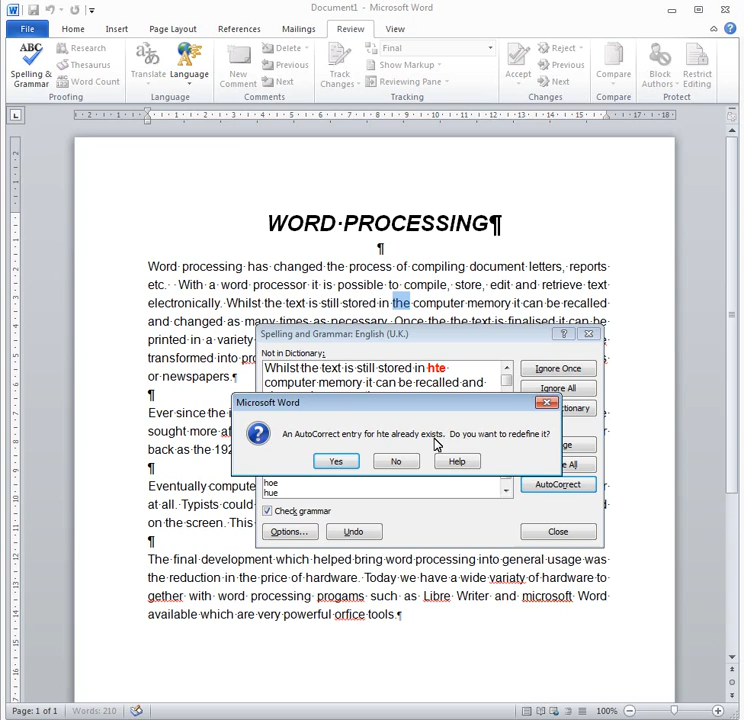 Document1 - Microsoft Word
File Home Insert Page Layout References Mailings Review View
ABC Spelling & Grammar
Research
Thesaurus
Word Count
Proofing
Translate Language
Language
New Comment
Delete
Previous
Next
Comments
Track Changes
Final
Show Markup
Reviewing Pane
Tracking
Accept
Reject
Previous
Next
Changes
Compare
Compare
Block Authors
Restrict Editing
Protect
WORD·PROCESSING¶
¶
Word· processing· has· changed· the· process· of· compiling· document· letters,· reports·
etc.· · With· a· word· processor· it· is· possible· to· compile,· store,· edit· and· retrieve· text·
electronically.· Whilst·the·text·is·still·stored·in·the·computer·memory·it·can·be·recalled·
and· changed· as· many· times· as· necessary.· Once· the· the· text· is· finalised· it· can· be·
printed· in· a· variety·
transformed·into·
or·newspapers.¶
¶
Ever·since·the·
sought·more·
back·as·the·
¶
Eventually·
at·all.·Typists·
on·the·screen.·This·
¶
The·final·development·which·helped·bring·word·processing·into·general·usage·was·
the·reduction·in·the·price·of·hardware.·Today·we·have·a·wide·variaty·of·hardware·to·
gether· with· word· processing· progams· such· as· Libre· Writer· and· microsoft· Word·
available·which·are·very·powerful·orfice·tools.¶
Spelling and Grammar: English (U.K.)
Not in Dictionary:
Whilst·the·text·is·still·stored·in·hte·
computer·memory·it·can·be·recalled·and·
Ignore Once
Ignore All
Microsoft Word
An AutoCorrect entry for hte already exists. Do you want to redefine it?
Yes No Help
hoe
hue
AutoCorrect
Check grammar
Options... Undo Close
Page: 1 of 1 Words: 210 100%